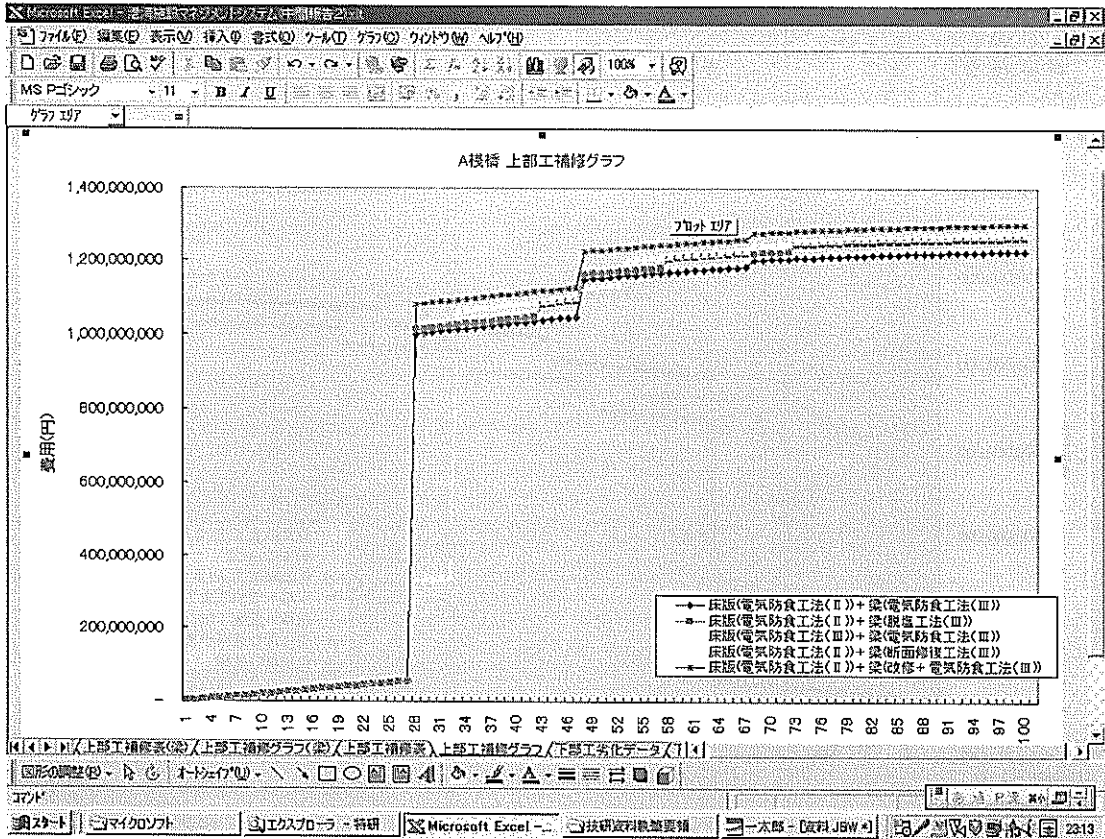 Microsoft Excel - 港湾施設マネジメントシステム中間報告2.xls
ファイル(F) 編集(E) 表示(V) 挿入(I) 書式(O) ツール(T) グラフ(C) ウィンドウ(W) ヘルプ(H)
100%
MS Pゴシック 11 B I U
グラフ エリア =
A桟橋 上部工補修グラフ
1,400,000,000
1,200,000,000
1,000,000,000
800,000,000
600,000,000
400,000,000
200,000,000
-
費用(円)
プロット エリア
床版(電気防食工法(Ⅱ))+梁(電気防食工法(Ⅲ))
床版(電気防食工法(Ⅱ))+梁(脱塩工法(Ⅲ))
床版(電気防食工法(Ⅲ))+梁(電気防食工法(Ⅲ))
床版(電気防食工法(Ⅱ))+梁(断面修復工法(Ⅲ))
床版(電気防食工法(Ⅱ))+梁(改修+電気防食工法(Ⅲ))
1 4 7 10 13 16 19 22 25 28 31 34 37 40 43 46 49 52 55 58 61 64 67 70 73 76 79 82 85 88 91 94 97 100
上部工補修表(梁) 上部工補修グラフ(梁) 上部工補修表 上部工補修グラフ 下部工劣化データ
図形の調整(R) オートシェイプ(U)
コマンド
スタート マイクロソフト エクスプローラ - 特研 Microsoft Excel -... 技研資料執筆要領 一太郎 - [資料.JBW *] 23:13